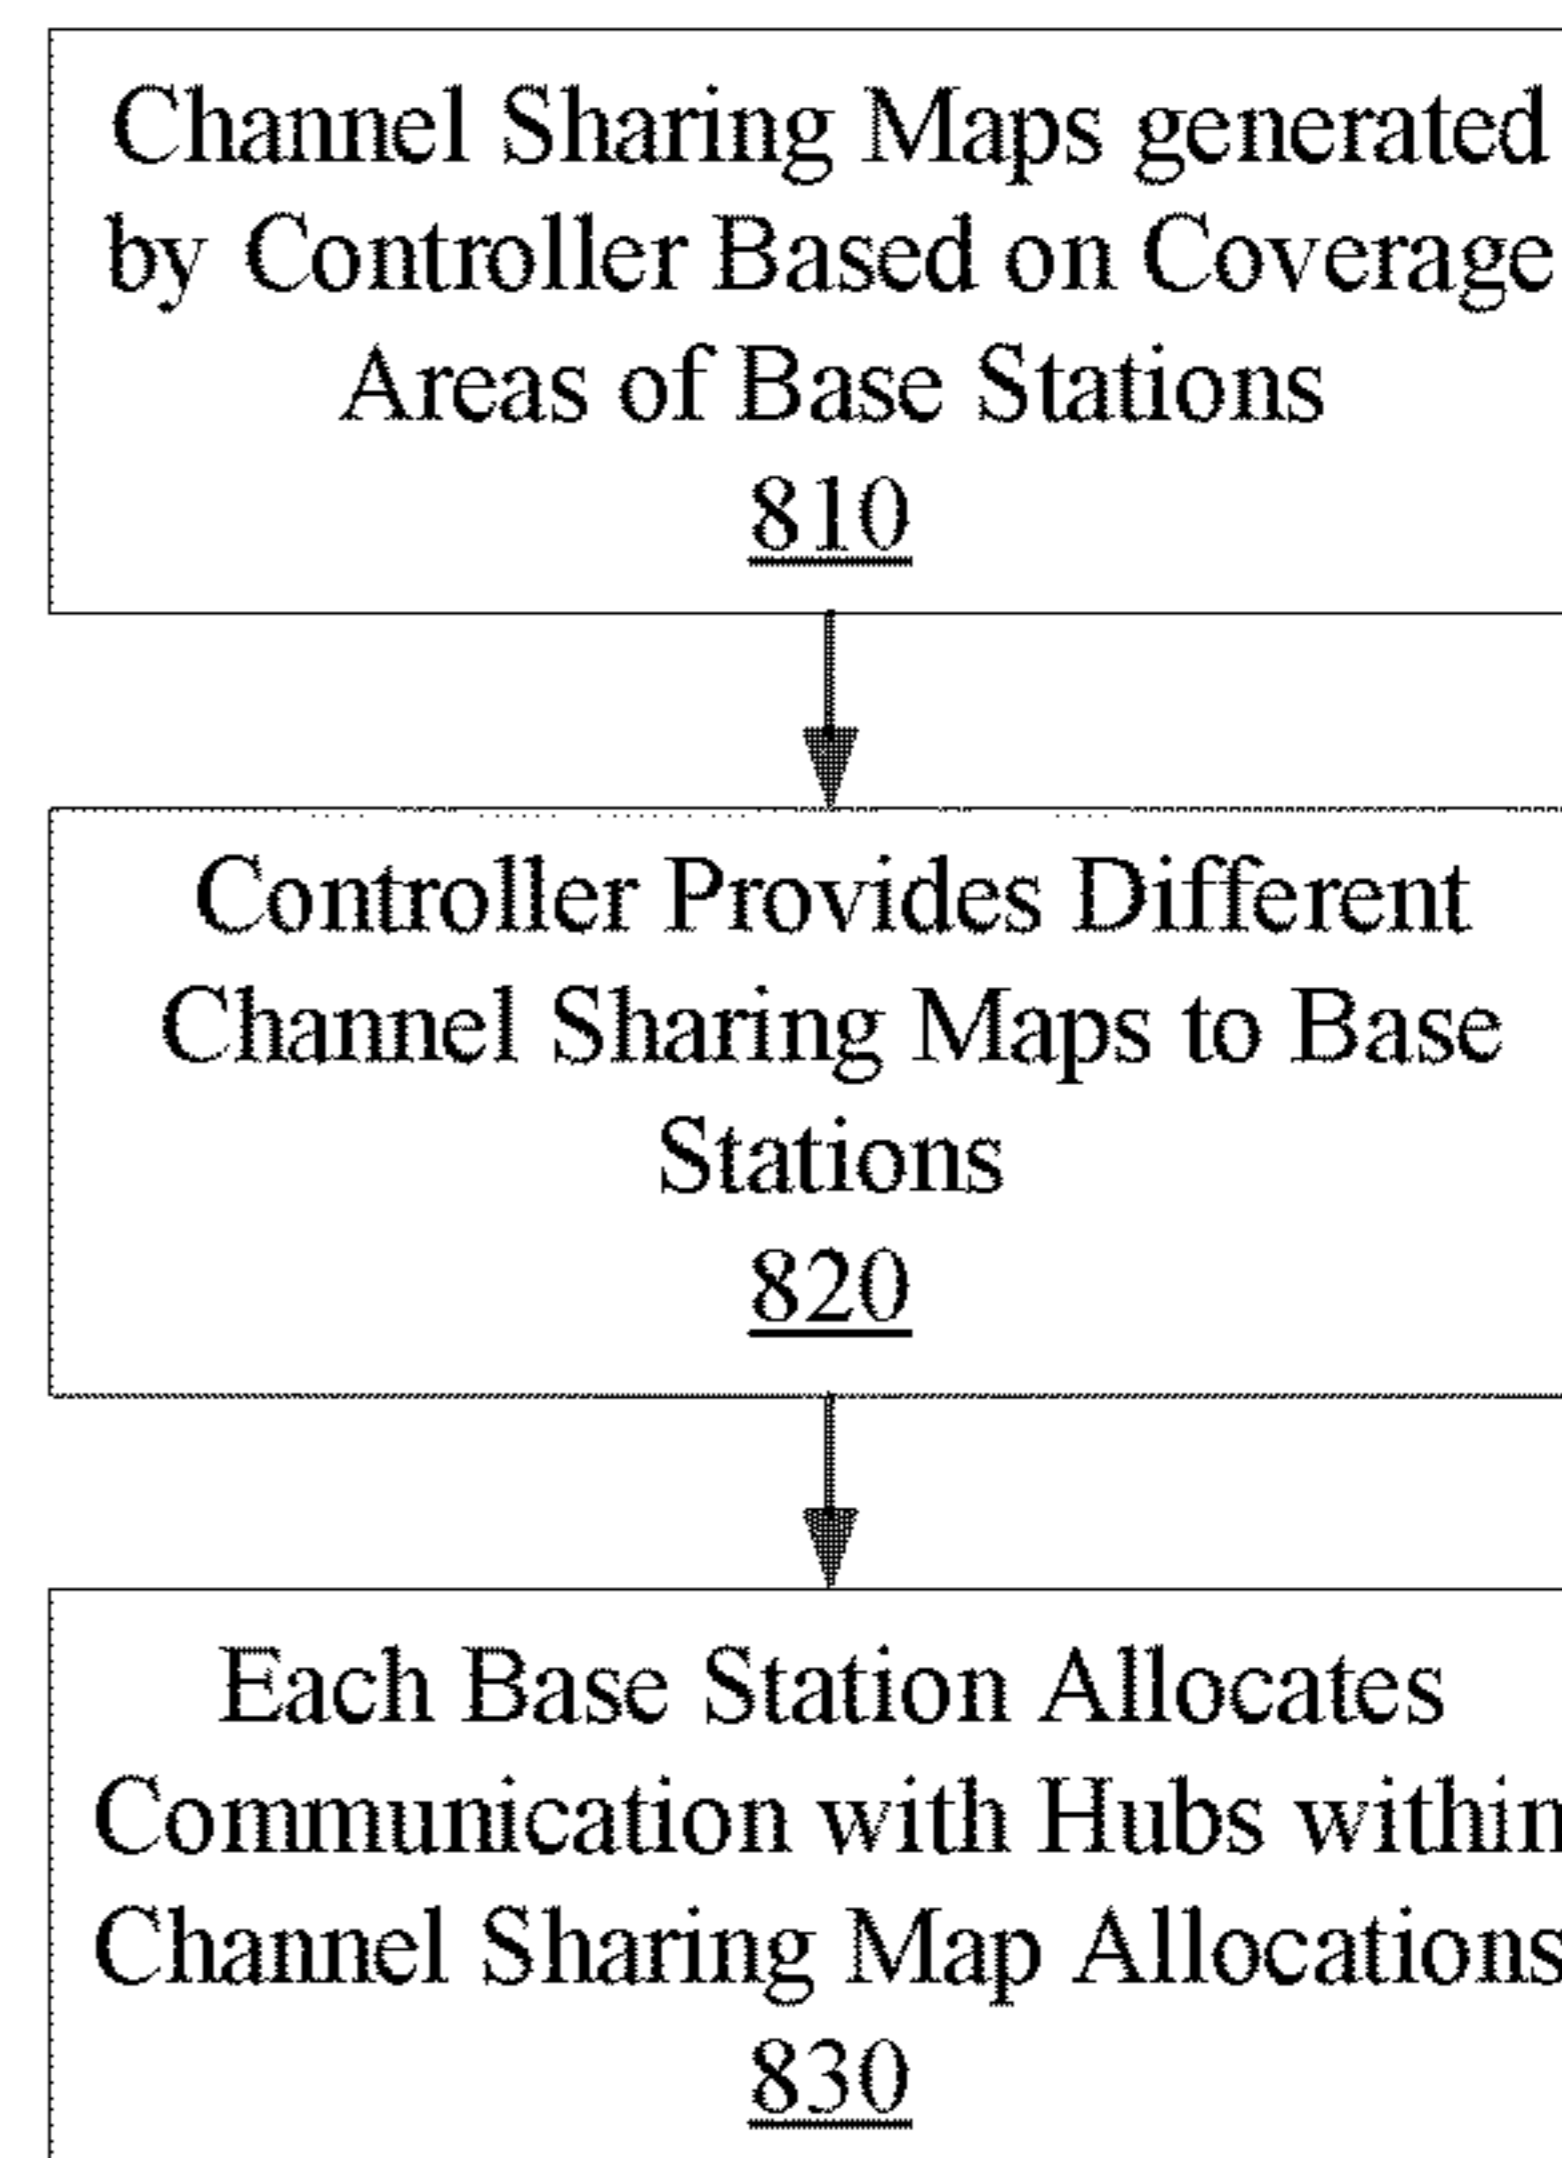 Channel Sharing Maps generated
by Controller Based on Coverage
Areas of Base Stations
810
Controller Provides Different
Channel Sharing Maps to Base
Stations
820
Each Base Station Allocates
Communication with Hubs within
Channel Sharing Map Allocations
830